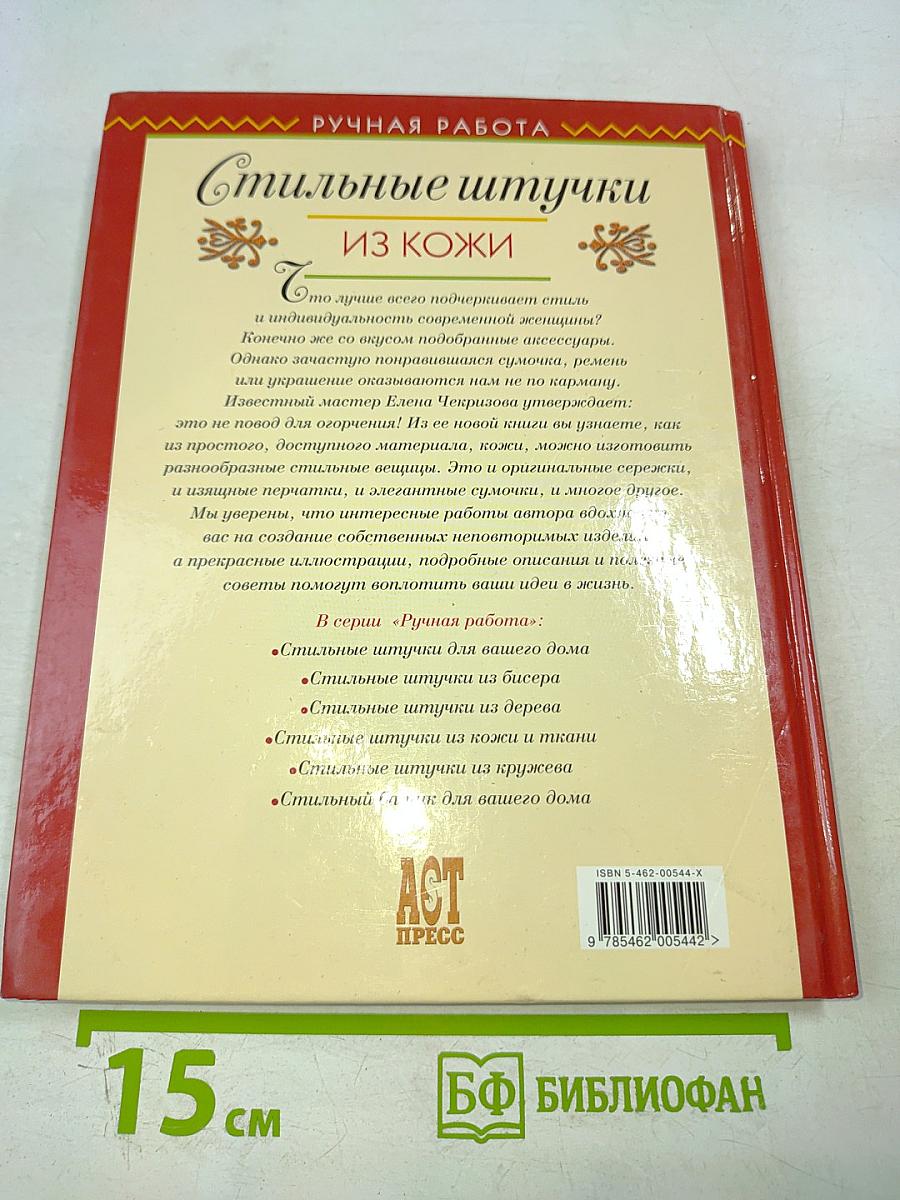 РУЧНАЯ РАБОТА
Стильные штучки
ИЗ КОЖИ
Что лучше всего подчеркивает стиль
и индивидуальность современной женщины?
Конечно же со вкусом подобранные аксессуары.
Однако зачастую понравившаяся сумочка, ремень
или украшение оказываются нам не по карману.
Известный мастер Елена Чекризова утверждает:
это не повод для огорчения! Из ее новой книги вы узнаете, как
из простого, доступного материала, кожи, можно изготовить
разнообразные стильные вещицы. Это и оригинальные сережки,
и изящные перчатки, и элегантные сумочки, и многое другое.
Мы уверены, что интересные работы автора
вас на создание собственных неповторимых
а прекрасные иллюстрации, подробные описания и
советы помогут воплотить ваши идеи в жизнь.
В серии «Ручная работа»:
•Стильные штучки для вашего дома
•Стильные штучки из бисера
•Стильные штучки из дерева
•Стильные штучки из кожи и ткани
•Стильные штучки из кружева
•Стильный для вашего дома
АСТ
ПРЕСС
ISBN 5-462-00544-X
9 785462 005442 >
15 см
БФ БИБЛИОФАН